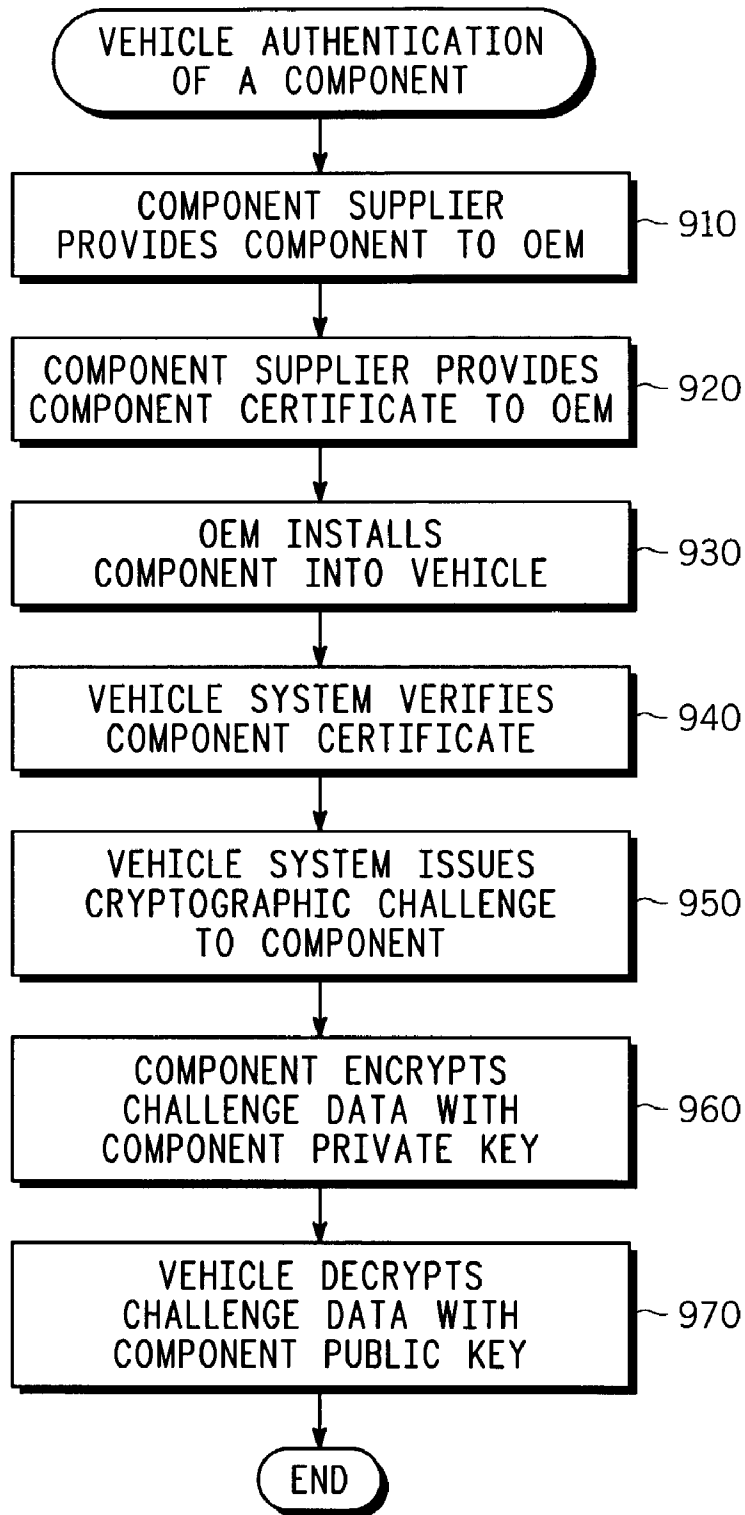 VEHICLE AUTHENTICATION
OF A COMPONENT
COMPONENT SUPPLIER
PROVIDES COMPONENT TO OEM
910
COMPONENT SUPPLIER PROVIDES
COMPONENT CERTIFICATE TO OEM
920
OEM INSTALLS
COMPONENT INTO VEHICLE
930
VEHICLE SYSTEM VERIFIES
COMPONENT CERTIFICATE
940
VEHICLE SYSTEM ISSUES
CRYPTOGRAPHIC CHALLENGE
TO COMPONENT
950
COMPONENT ENCRYPTS
CHALLENGE DATA WITH
COMPONENT PRIVATE KEY
960
VEHICLE DECRYPTS
CHALLENGE DATA WITH
COMPONENT PUBLIC KEY
970
END